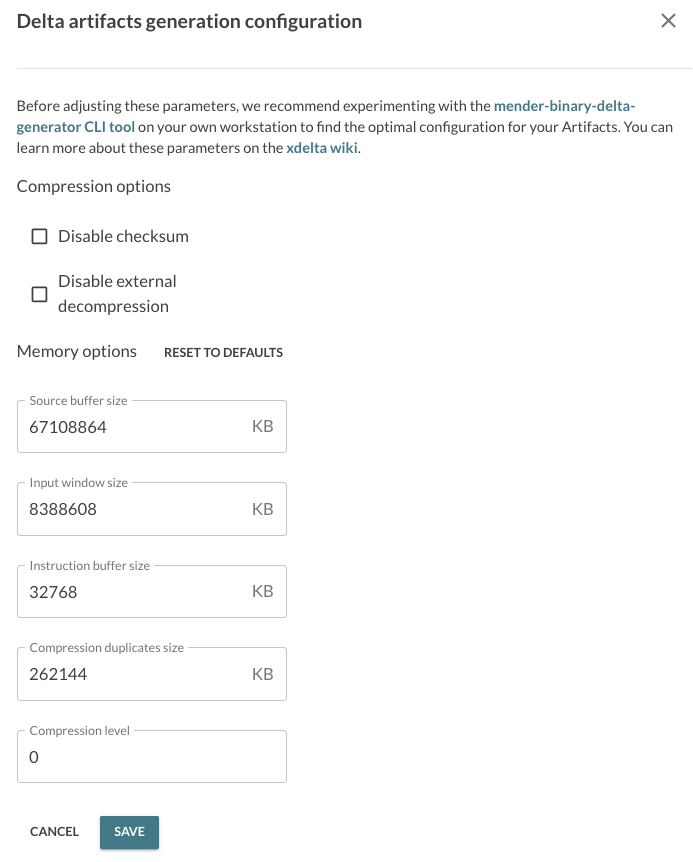 Delta artifacts generation configuration
Before adjusting these parameters, we recommend experimenting with the mender-binary-delta-
generator CLI tool on your own workstation to find the optimal configuration for your Artifacts. You can
learn more about these parameters on the xdelta wiki.
Compression options
Disable checksum
Disable external
decompression
Memory options RESET TO DEFAULTS
Source buffer size
67108864 KB
Input window size
8388608 KB
Instruction buffer size
32768 KB
Compression duplicates size
262144 KB
Compression level
0
CANCEL SAVE